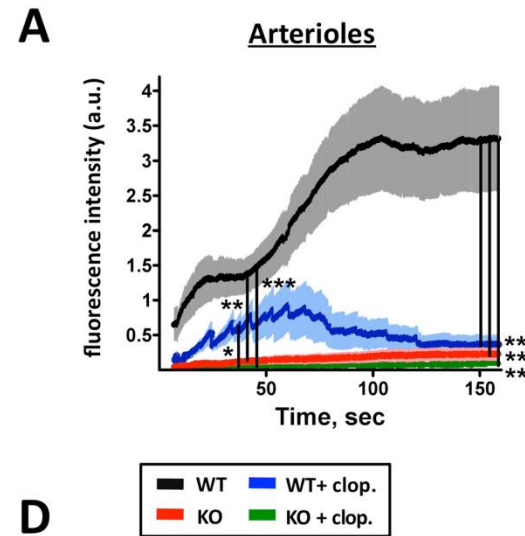 A
Arterioles
fluorescence intensity (a.u.)
4
3.5
3
2.5
2
1.5
1
0.5
** ***
*
**
**
**
50 100 150
Time, sec
D
WT WT+ clop.
KO KO + clop.